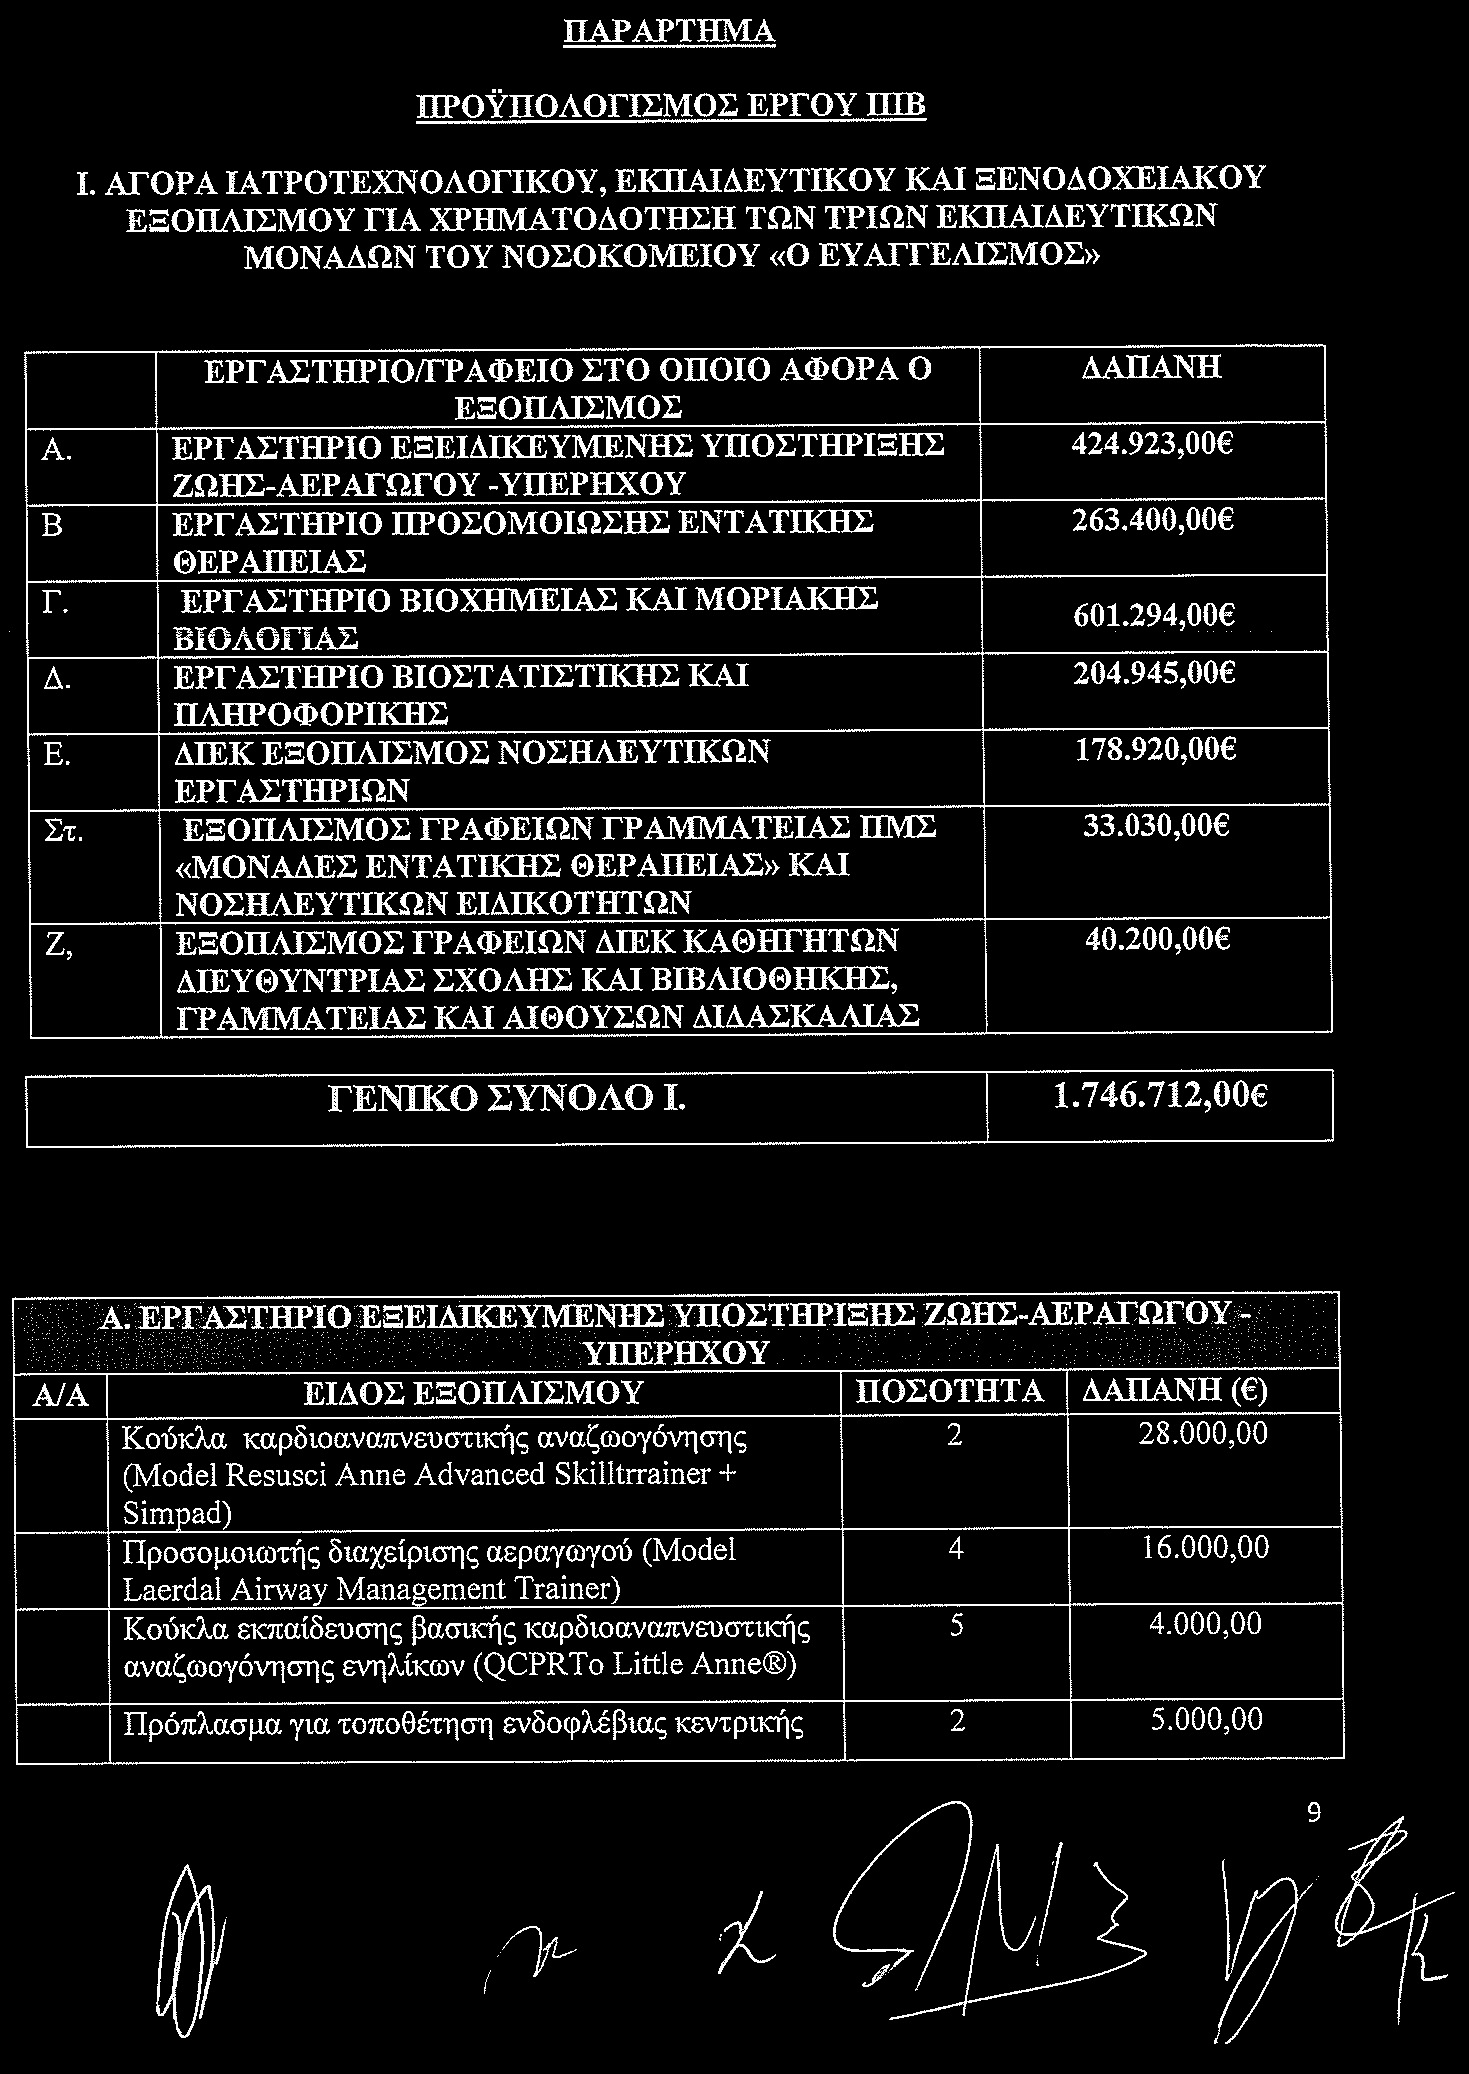 ΠΑΡΑΡΤΗΜΑ
ΠΡΟΫΠΟΛΟΓΙΣΜΟΣ ΕΡΓΟΥ ΠΙΒ
Ι. ΑΓΟΡΑ ΙΑΤΡΟΤΕΧΝΟΛΟΓΙΚΟΥ, ΕΚΠΑΙΔΕΥΤΙΚΟΥ ΚΑΙ ΞΕΝΟΔΟΧΕΙΑΚΟΥ
ΕΞΟΠΛΙΣΜΟΥ ΓΙΑ ΧΡΗΜΑΤΟΔΟΤΗΣΗ ΤΩΝ ΤΡΙΩΝ ΕΚΠΑΙΔΕΥΤΙΚΩΝ
ΜΟΝΑΔΩΝ ΤΟΥ ΝΟΣΟΚΟΜΕΙΟΥ «Ο ΕΥΑΓΓΕΛΙΣΜΟΣ»
ΕΡΓΑΣΤΗΡΙΟ/ΓΡΑΦΕΙΟ ΣΤΟ ΟΠΟΙΟ ΑΦΟΡΑ Ο ΔΑΠΑΝΗ
ΕΞΟΠΛΙΣΜΟΣ
Α. ΕΡΓΑΣΤΗΡΙΟ ΕΞΕΙΔΙΚΕΥΜΕΝΗΣ ΥΠΟΣΤΗΡΙΞΗΣ 424.923,00€
ΖΩΗΣ-ΑΕΡΑΓΩΓΟΥ -ΥΠΕΡΗΧΟΥ
Β ΕΡΓΑΣΤΗΡΙΟ ΠΡΟΣΟΜΟΙΩΣΗΣ ΕΝΤΑΤΙΚΗΣ 263.400,00€
ΘΕΡΑΠΕΙΑΣ
Γ. ΕΡΓΑΣΤΗΡΙΟ ΒΙΟΧΗΜΕΙΑΣ ΚΑΙ ΜΟΡΙΑΚΗΣ 601.294,00€
ΒΙΟΛΟΓΙΑΣ
Δ. ΕΡΓΑΣΤΗΡΙΟ ΒΙΟΣΤΑΤΙΣΤΙΚΗΣ ΚΑΙ 204.945,00€
ΠΛΗΡΟΦΟΡΙΚΗΣ
Ε. ΔΙΕΚ ΕΞΟΠΛΙΣΜΟΣ ΝΟΣΗΛΕΥΤΙΚΩΝ 178.920,00€
ΕΡΓΑΣΤΗΡΙΩΝ
Στ. ΕΞΟΠΛΙΣΜΟΣ ΓΡΑΦΕΙΩΝ ΓΡΑΜΜΑΤΕΙΑΣ ΠΜΣ 33.030,00€
«ΜΟΝΑΔΕΣ ΕΝΤΑΤΙΚΗΣ ΘΕΡΑΠΕΙΑΣ» ΚΑΙ
ΝΟΣΗΛΕΥΤΙΚΩΝ ΕΙΔΙΚΟΤΗΤΩΝ
Ζ, ΕΞΟΠΛΙΣΜΟΣ ΓΡΑΦΕΙΩΝ ΔΙΕΚ ΚΑΘΗΓΗΤΩΝ 40.200,00€
ΔΙΕΥΘΥΝΤΡΙΑΣ ΣΧΟΛΗΣ ΚΑΙ ΒΙΒΛΙΟΘΗΚΗΣ,
ΓΡΑΜΜΑΤΕΙΑΣ ΚΑΙ ΑΙΘΟΥΣΩΝ ΔΙΔΑΣΚΑΛΙΑΣ
ΓΕΝΙΚΟ ΣΥΝΟΛΟ Ι. 1.746.712,00€
Α. ΕΡΓΑΣΤΗΡΙΟ ΕΞΕΙΔΙΚΕΥΜΕΝΗΣ ΥΠΟΣΤΗΡΙΞΗΣ ΖΩΗΣ-ΑΕΡΑΓΩΓΟΥ -
ΥΠΕΡΗΧΟΥ
Α/Α ΕΙΔΟΣ ΕΞΟΠΛΙΣΜΟΥ ΠΟΣΟΤΗΤΑ ΔΑΠΑΝΗ (€)
Κούκλα καρδιοαναπνευστικής αναζωογόνησης 2 28.000,00
(Model Resusci Anne Advanced Skilltrrainer +
Simpad)
Προσομοιωτής διαχείρισης αεραγωγού (Model 4 16.000,00
Laerdal Airway Management Trainer)
Κούκλα εκπαίδευσης βασικής καρδιοαναπνευστικής 5 4.000,00
αναζωογόνησης ενηλίκων (QCPRTo Little Anne®)
Πρόπλασμα για τοποθέτηση ενδοφλέβιας κεντρικής 2 5.000,00
9